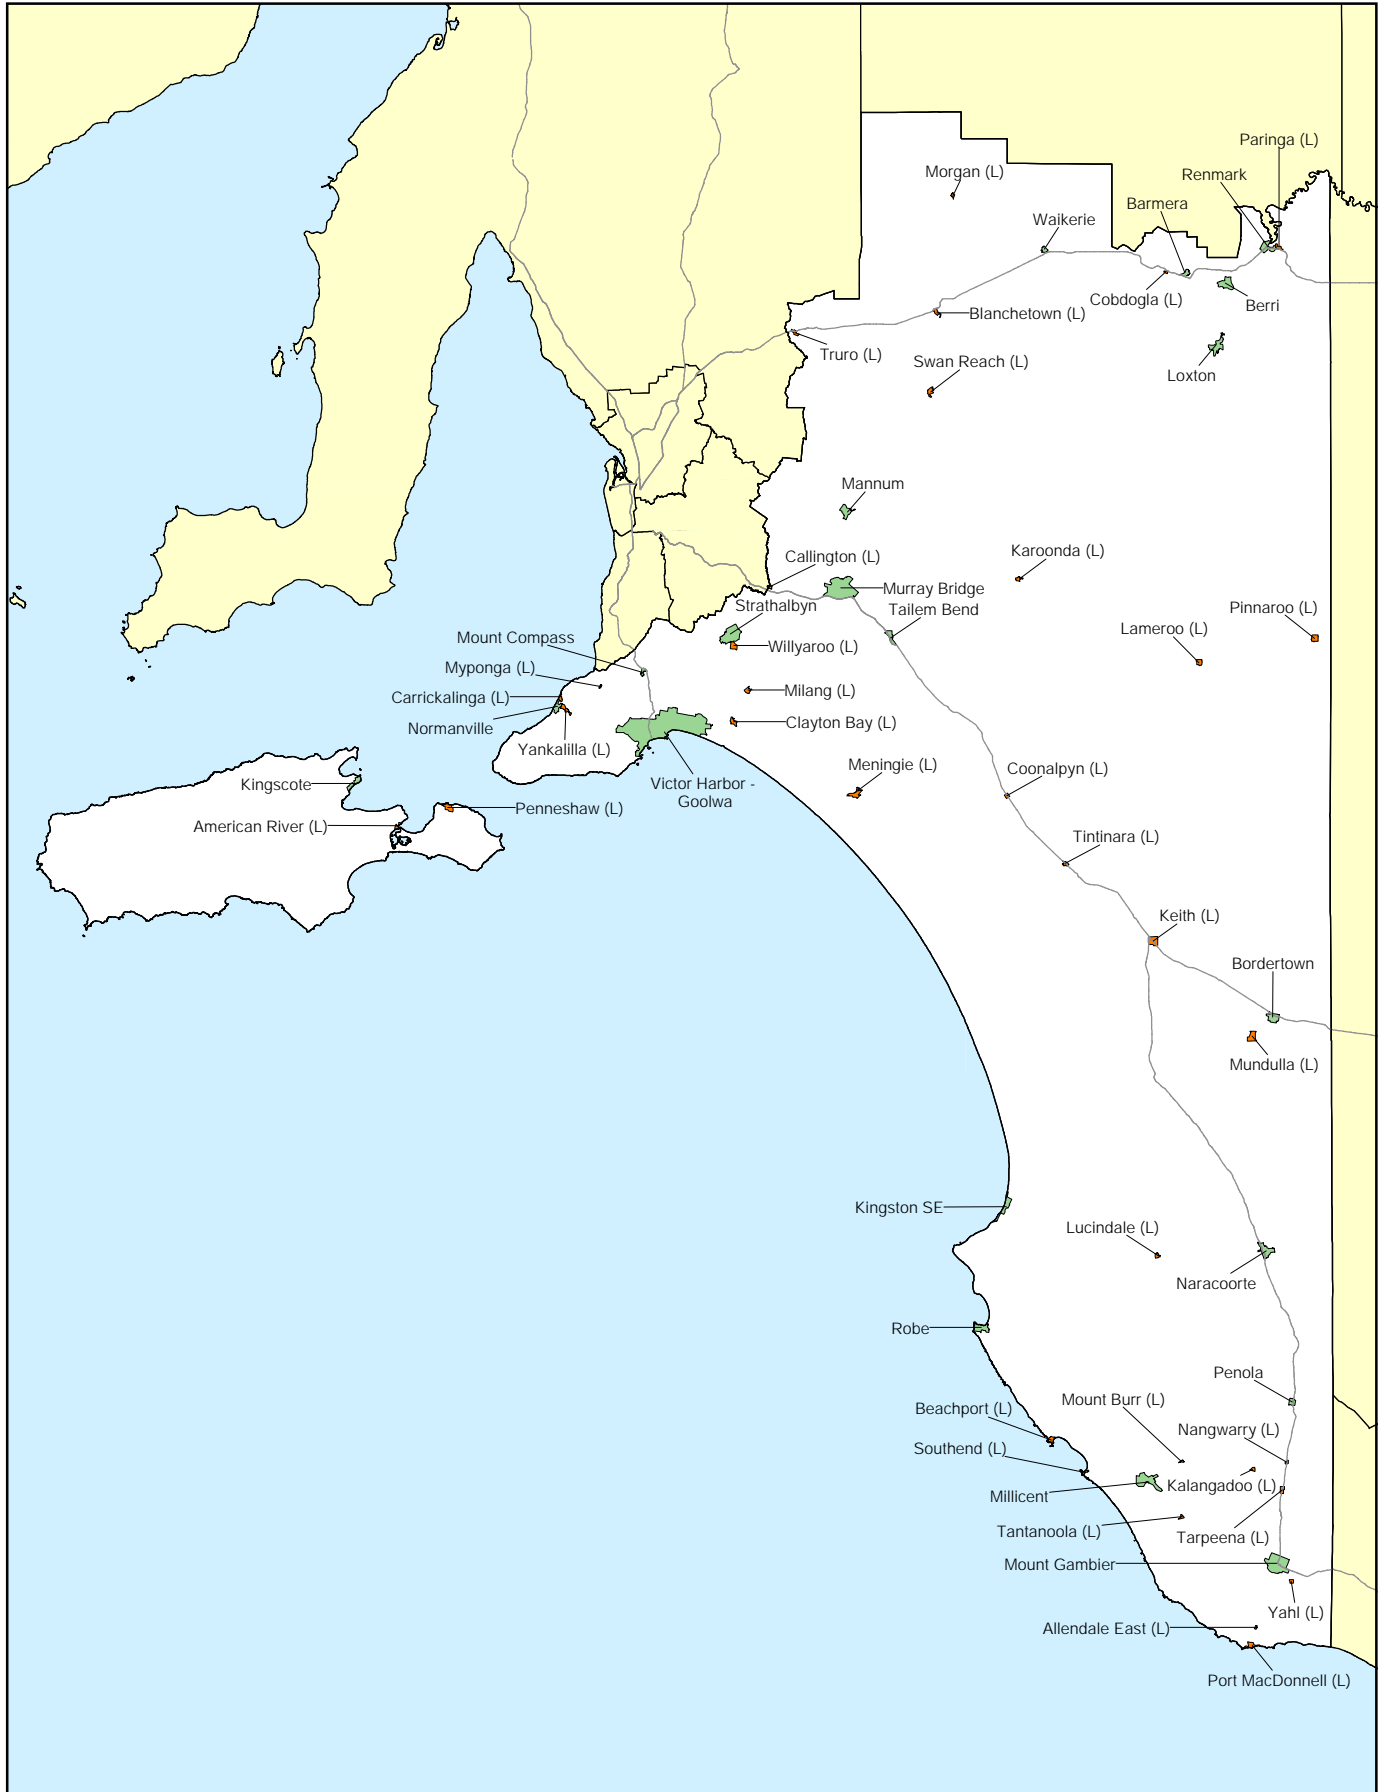 Paringa (L)
Morgan (L)
Renmark
Barmera
Waikerie
Cobdogla (L)
Berri
Blanchetown (L)
Truro (L)
Swan Reach (L)
Loxton
Mannum
Callington (L)
Karoonda (L)
Murray Bridge
Strathalbyn
Tailem Bend
Pinnaroo (L)
Lameroo (L)
Mount Compass
Willyaroo (L)
Myponga (L)
Milang (L)
Carrickalinga (L)
Normanville
Clayton Bay (L)
Yankalilla (L)
Meningie (L)
Coonalpyn (L)
Kingscote
Victor Harbor -
Goolwa
Penneshaw (L)
American River (L)
Tintinara (L)
Keith (L)
Bordertown
Mundulla (L)
Kingston SE
Lucindale (L)
Naracoorte
Robe
Penola
Mount Burr (L)
Beachport (L)
Nangwarry (L)
Southend (L)
Kalangadoo (L)
Millicent
Tantanoola (L)
Tarpeena (L)
Mount Gambier
Yahl (L)
Allendale East (L)
Port MacDonnell (L)